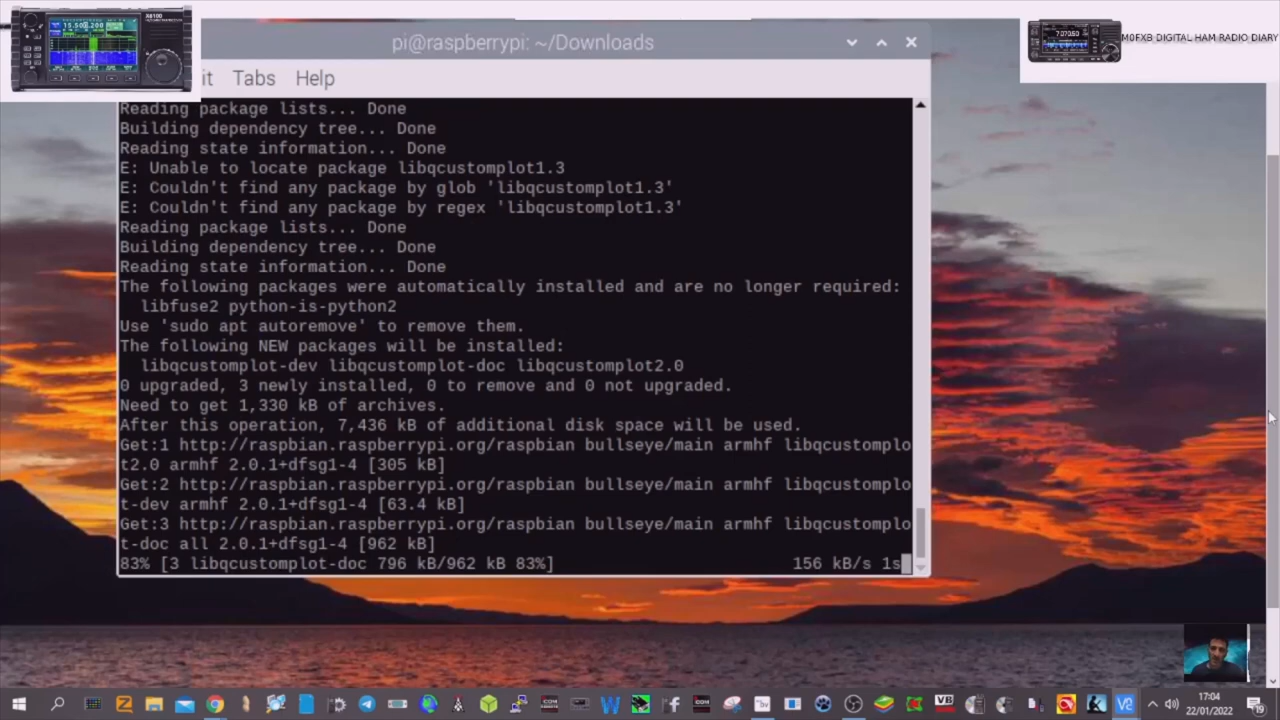 X6100
15.500.200
pi@raspberrypi: ~/Downloads
7.070.50
M0FXB DIGITAL HAM RADIO DIARY
it Tabs Help
Reading package lists... Done
Building dependency tree... Done
Reading state information... Done
E: Unable to locate package libqcustomplot1.3
E: Couldn't find any package by glob 'libqcustomplot1.3'
E: Couldn't find any package by regex 'libqcustomplot1.3'
Reading package lists... Done
Building dependency tree... Done
Reading state information... Done
The following packages were automatically installed and are no longer required:
libfuse2 python-is-python2
Use 'sudo apt autoremove' to remove them.
The following NEW packages will be installed:
libqcustomplot-dev libqcustomplot-doc libqcustomplot2.0
0 upgraded, 3 newly installed, 0 to remove and 0 not upgraded.
Need to get 1,330 kB of archives.
After this operation, 7,436 kB of additional disk space will be used.
Get:1 http://raspbian.raspberrypi.org/raspbian bullseye/main armhf libqcustomplo
t2.0 armhf 2.0.1+dfsg1-4 [305 kB]
Get:2 http://raspbian.raspberrypi.org/raspbian bullseye/main armhf libqcustomplo
t-dev armhf 2.0.1+dfsg1-4 [63.4 kB]
Get:3 http://raspbian.raspberrypi.org/raspbian bullseye/main armhf libqcustomplo
t-doc all 2.0.1+dfsg1-4 [962 kB]
83% [3 libqcustomplot-doc 796 kB/962 kB 83%] 156 kB/s 1s
17:04
22/01/2022